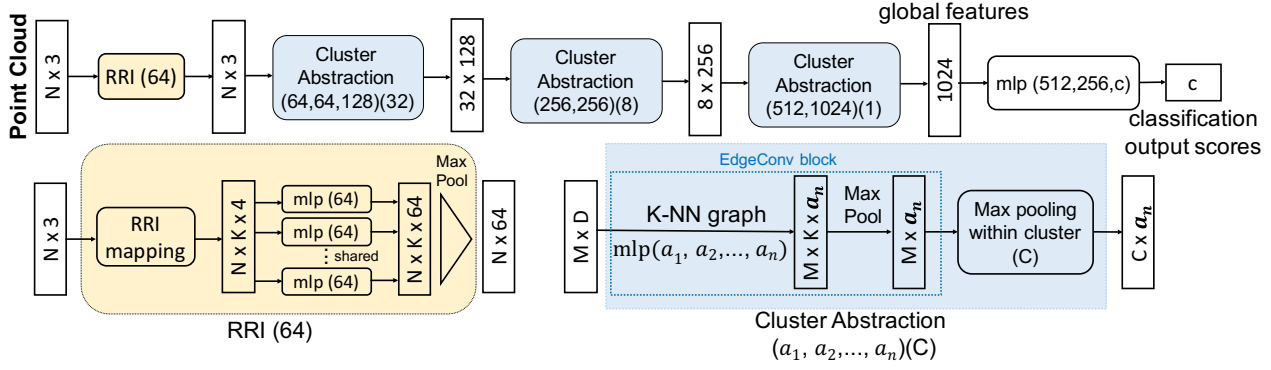 Point Cloud
N x 3
RRI (64)
N x 3
Cluster
Abstraction
(64,64,128)(32)
32 x 128
Cluster
Abstraction
(256,256)(8)
8 x 256
Cluster
Abstraction
(512,1024)(1)
global features
1024
mlp (512,256,c)
c
classification
output scores
N x 3
RRI
mapping
N x K x 4
mlp (64)
mlp (64)
⋮ shared
mlp (64)
N x K x 64
Max
Pool
N x 64
RRI (64)
M x D
EdgeConv block
K-NN graph
mlp(a₁, a₂,..., aₙ)
M x K x aₙ
Max
Pool
M x aₙ
Max pooling
within cluster
(C)
C x aₙ
Cluster Abstraction
(a₁, a₂,..., aₙ)(C)